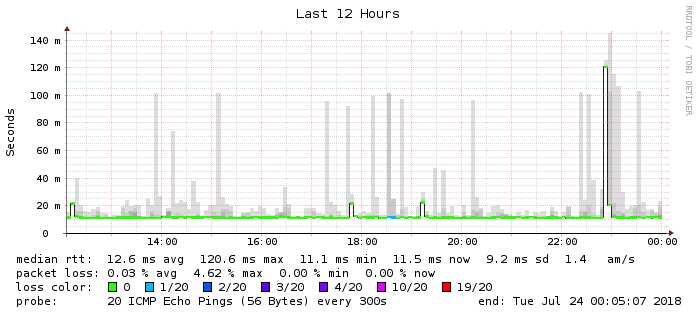 Last 12 Hours
RRDTOOL / TOBI OETIKER
Seconds
140 m
120 m
100 m
80 m
60 m
40 m
20 m
0
14:00 16:00 18:00 20:00 22:00 00:00
median rtt: 12.6 ms avg 120.6 ms max 11.1 ms min 11.5 ms now 9.2 ms sd 1.4 am/s
packet loss: 0.03 % avg 4.62 % max 0.00 % min 0.00 % now
loss color: 0 1/20 2/20 3/20 4/20 10/20 19/20
probe: 20 ICMP Echo Pings (56 Bytes) every 300s end: Tue Jul 24 00:05:07 2018